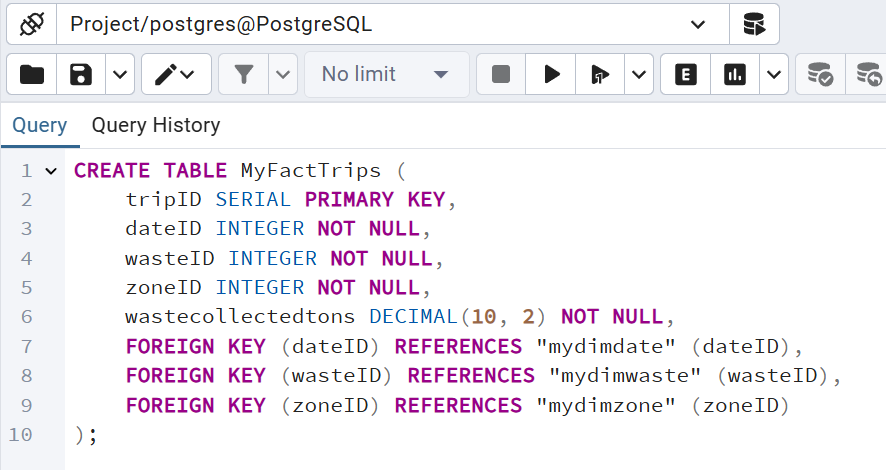 Project/postgres@PostgreSQL
No limit
E
Query Query History
1 CREATE TABLE MyFactTrips (
2 tripID SERIAL PRIMARY KEY,
3 dateID INTEGER NOT NULL,
4 wasteID INTEGER NOT NULL,
5 zoneID INTEGER NOT NULL,
6 wastecollectedtons DECIMAL(10, 2) NOT NULL,
7 FOREIGN KEY (dateID) REFERENCES "mydimdate" (dateID),
8 FOREIGN KEY (wasteID) REFERENCES "mydimwaste" (wasteID),
9 FOREIGN KEY (zoneID) REFERENCES "mydimzone" (zoneID)
10 );